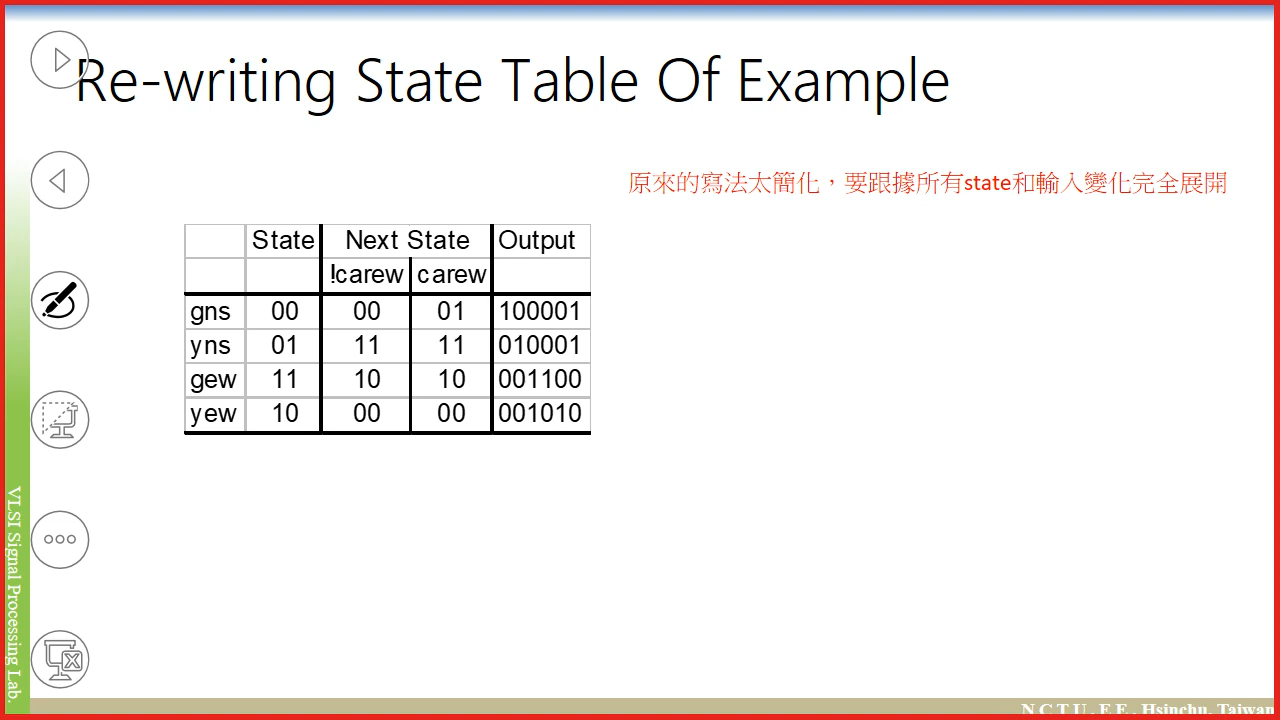 Re-writing State Table Of Example
原來的寫法太簡化，要跟據所有state和輸入變化完全展開
State Next State Output
!carew carew
gns 00 00 01 100001
yns 01 11 11 010001
gew 11 10 10 001100
yew 10 00 00 001010
VLSI Signal Processing Lab.
N C T U . E E . Hsinchu, Taiwan